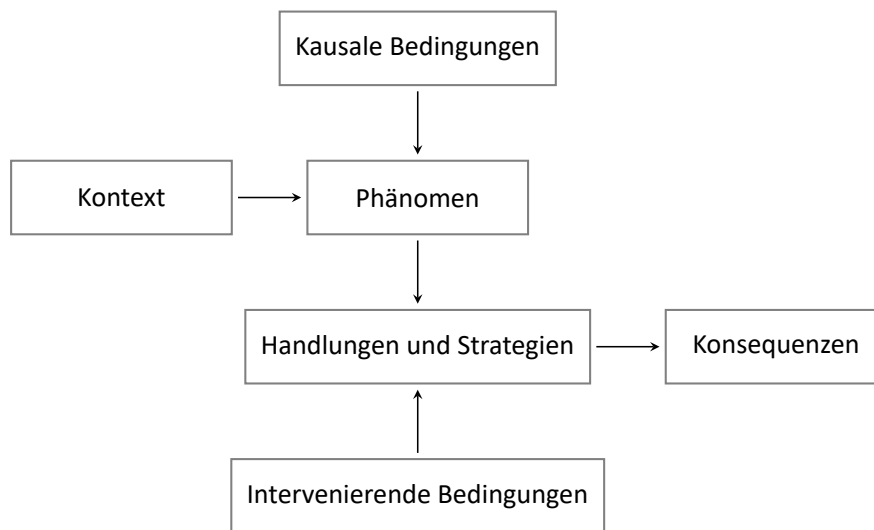 Kausale Bedingungen
Kontext
Phänomen
Handlungen und Strategien
Konsequenzen
Intervenierende Bedingungen